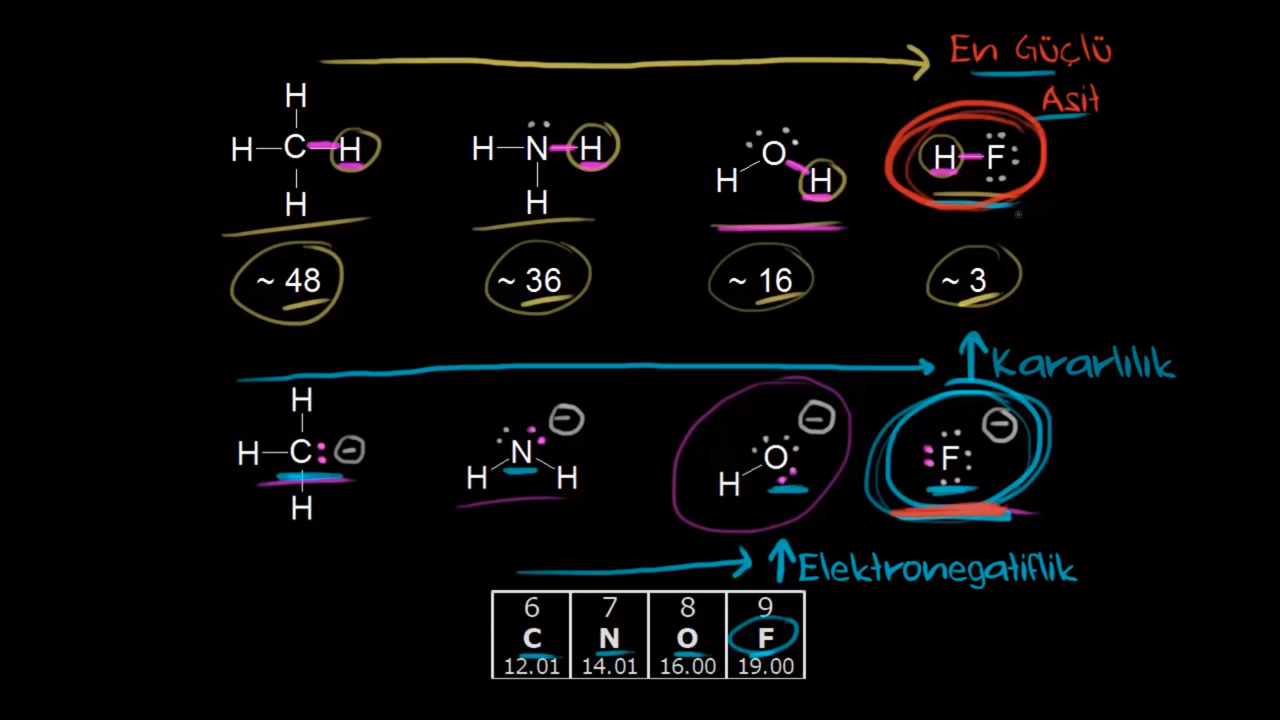 En Güçlü
Asit
H
H C H
H
H N H
H
O
H H
H F
~ 48
~ 36
~ 16
~ 3
Kararlılık
H
H C −
H
N −
H H
O −
H
F −
Elektronegatiflik
6 7 8 9
C N O F
12.01 14.01 16.00 19.00